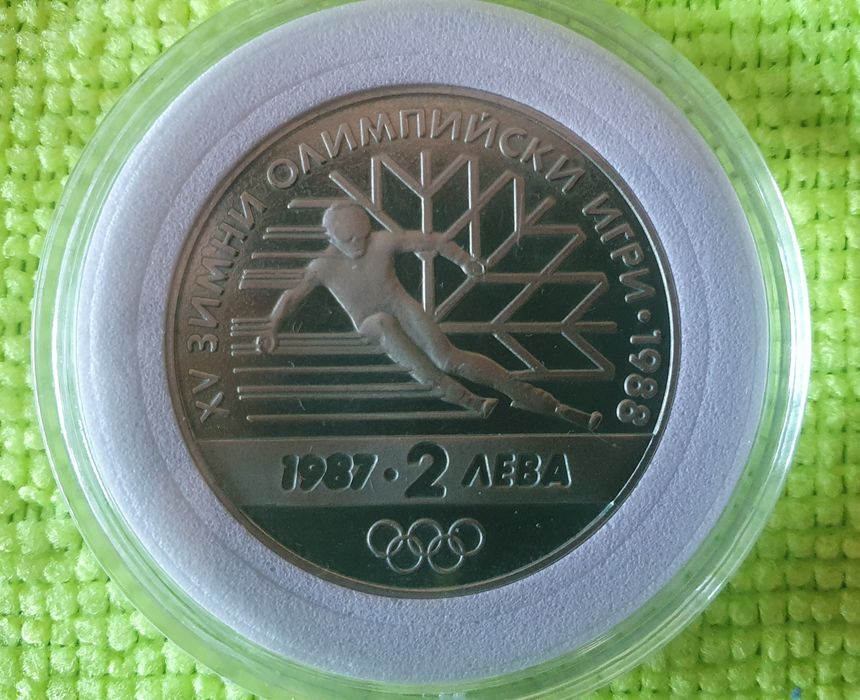 XV ЗИМНИ ОЛИМПИЙСКИ ИГРИ · 1988
1987 · 2 ЛЕВА